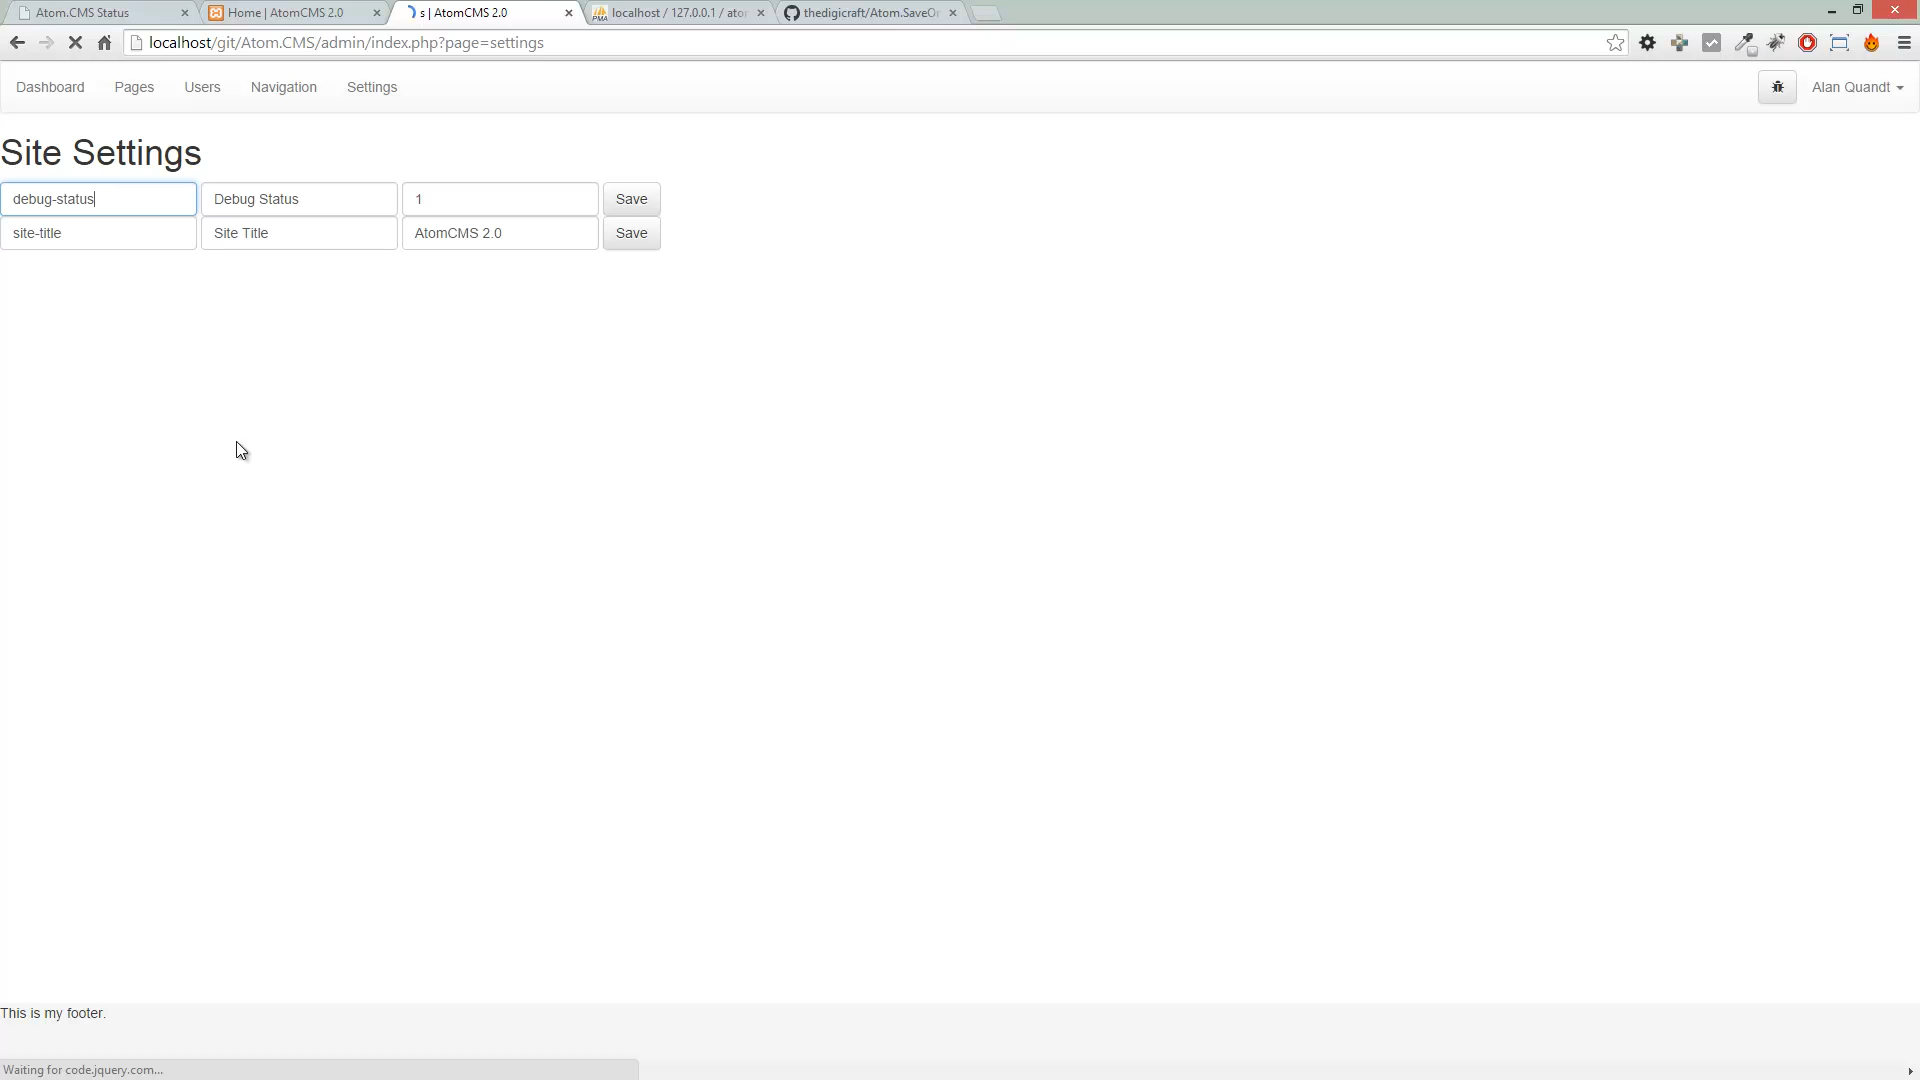 Atom.CMS Status
Home | AtomCMS 2.0
s | AtomCMS 2.0
localhost / 127.0.0.1 / ato
thedigicraft/Atom.SaveO
localhost/git/Atom.CMS/admin/index.php?page=settings
Dashboard Pages Users Navigation Settings Alan Quandt
Site Settings
debug-status Debug Status 1 Save
site-title Site Title AtomCMS 2.0 Save
This is my footer.
Waiting for code.jquery.com...